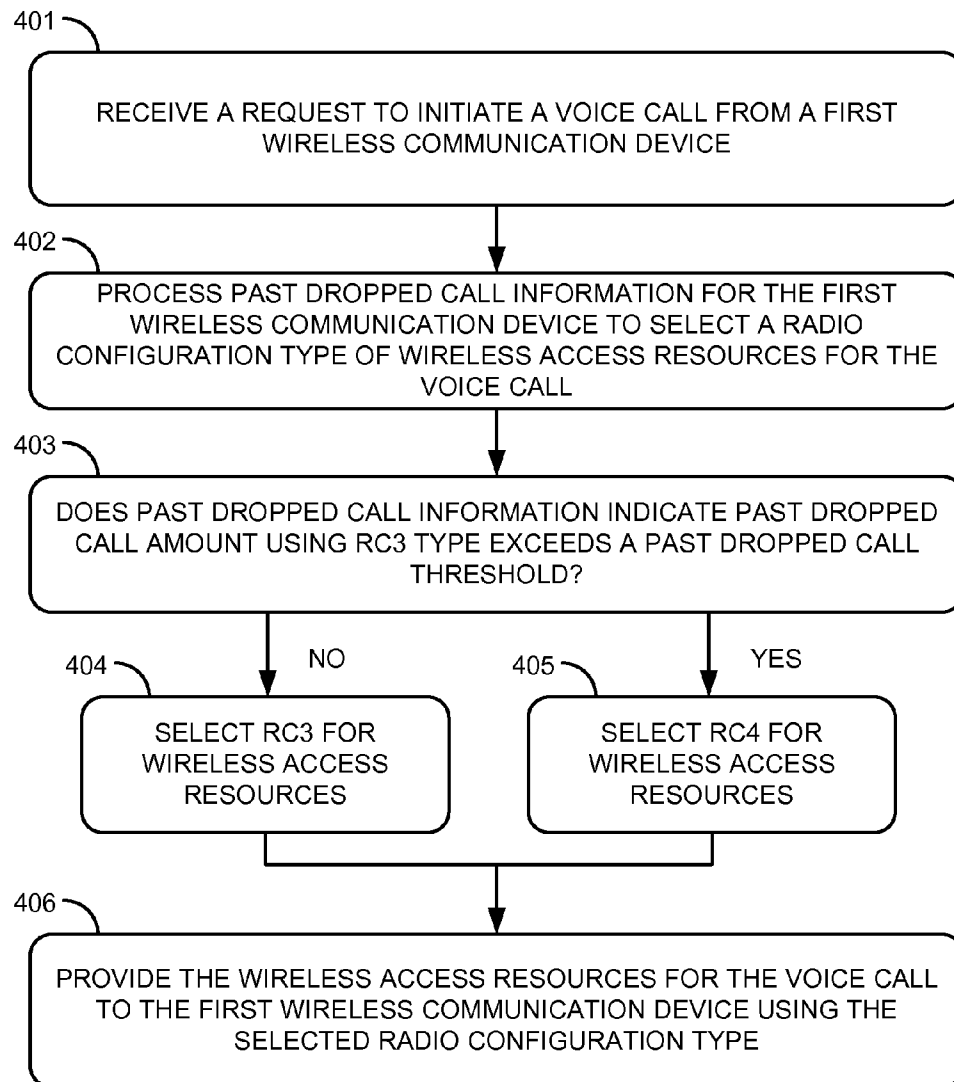 401
RECEIVE A REQUEST TO INITIATE A VOICE CALL FROM A FIRST
WIRELESS COMMUNICATION DEVICE
402
PROCESS PAST DROPPED CALL INFORMATION FOR THE FIRST
WIRELESS COMMUNICATION DEVICE TO SELECT A RADIO
CONFIGURATION TYPE OF WIRELESS ACCESS RESOURCES FOR THE
VOICE CALL
403
DOES PAST DROPPED CALL INFORMATION INDICATE PAST DROPPED
CALL AMOUNT USING RC3 TYPE EXCEEDS A PAST DROPPED CALL
THRESHOLD?
NO
YES
404
SELECT RC3 FOR
WIRELESS ACCESS
RESOURCES
405
SELECT RC4 FOR
WIRELESS ACCESS
RESOURCES
406
PROVIDE THE WIRELESS ACCESS RESOURCES FOR THE VOICE CALL
TO THE FIRST WIRELESS COMMUNICATION DEVICE USING THE
SELECTED RADIO CONFIGURATION TYPE